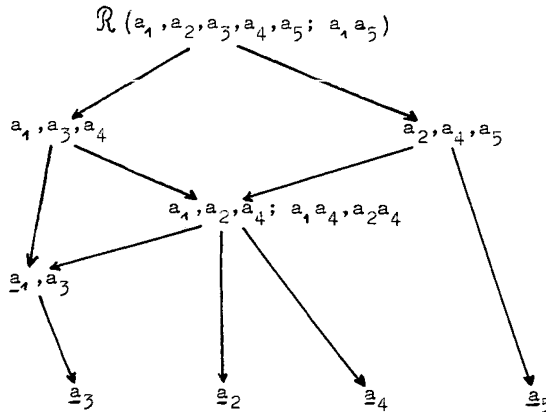 ℛ (a₁, a₂, a₃, a₄, a₅; a₁a₅)
a₁, a₃, a₄ a₂, a₄, a₅
a₁, a₂, a₄; a₁a₄, a₂a₄
a̲₁, a₃
a̲₃ a̲₂ a̲₄ a̲₅